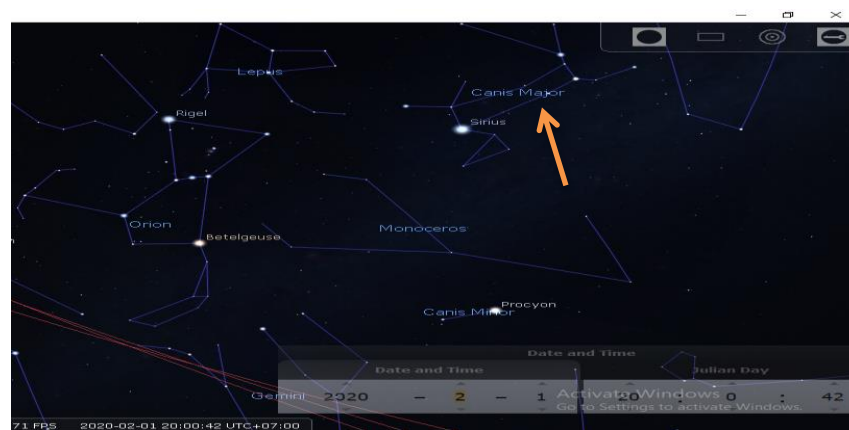 Lepus
Canis Major
Rigel
Sirius
Orion
Monoceros
Betelgeuse
Procyon
Canis Minor
Date and Time
Date and Time
Julian Day
Gemini
2020 - 2 - 1
0 : 42
Activate Windows
Go to Settings to activate Windows.
71 FPS 2020-02-01 20:00:42 UTC+07:00